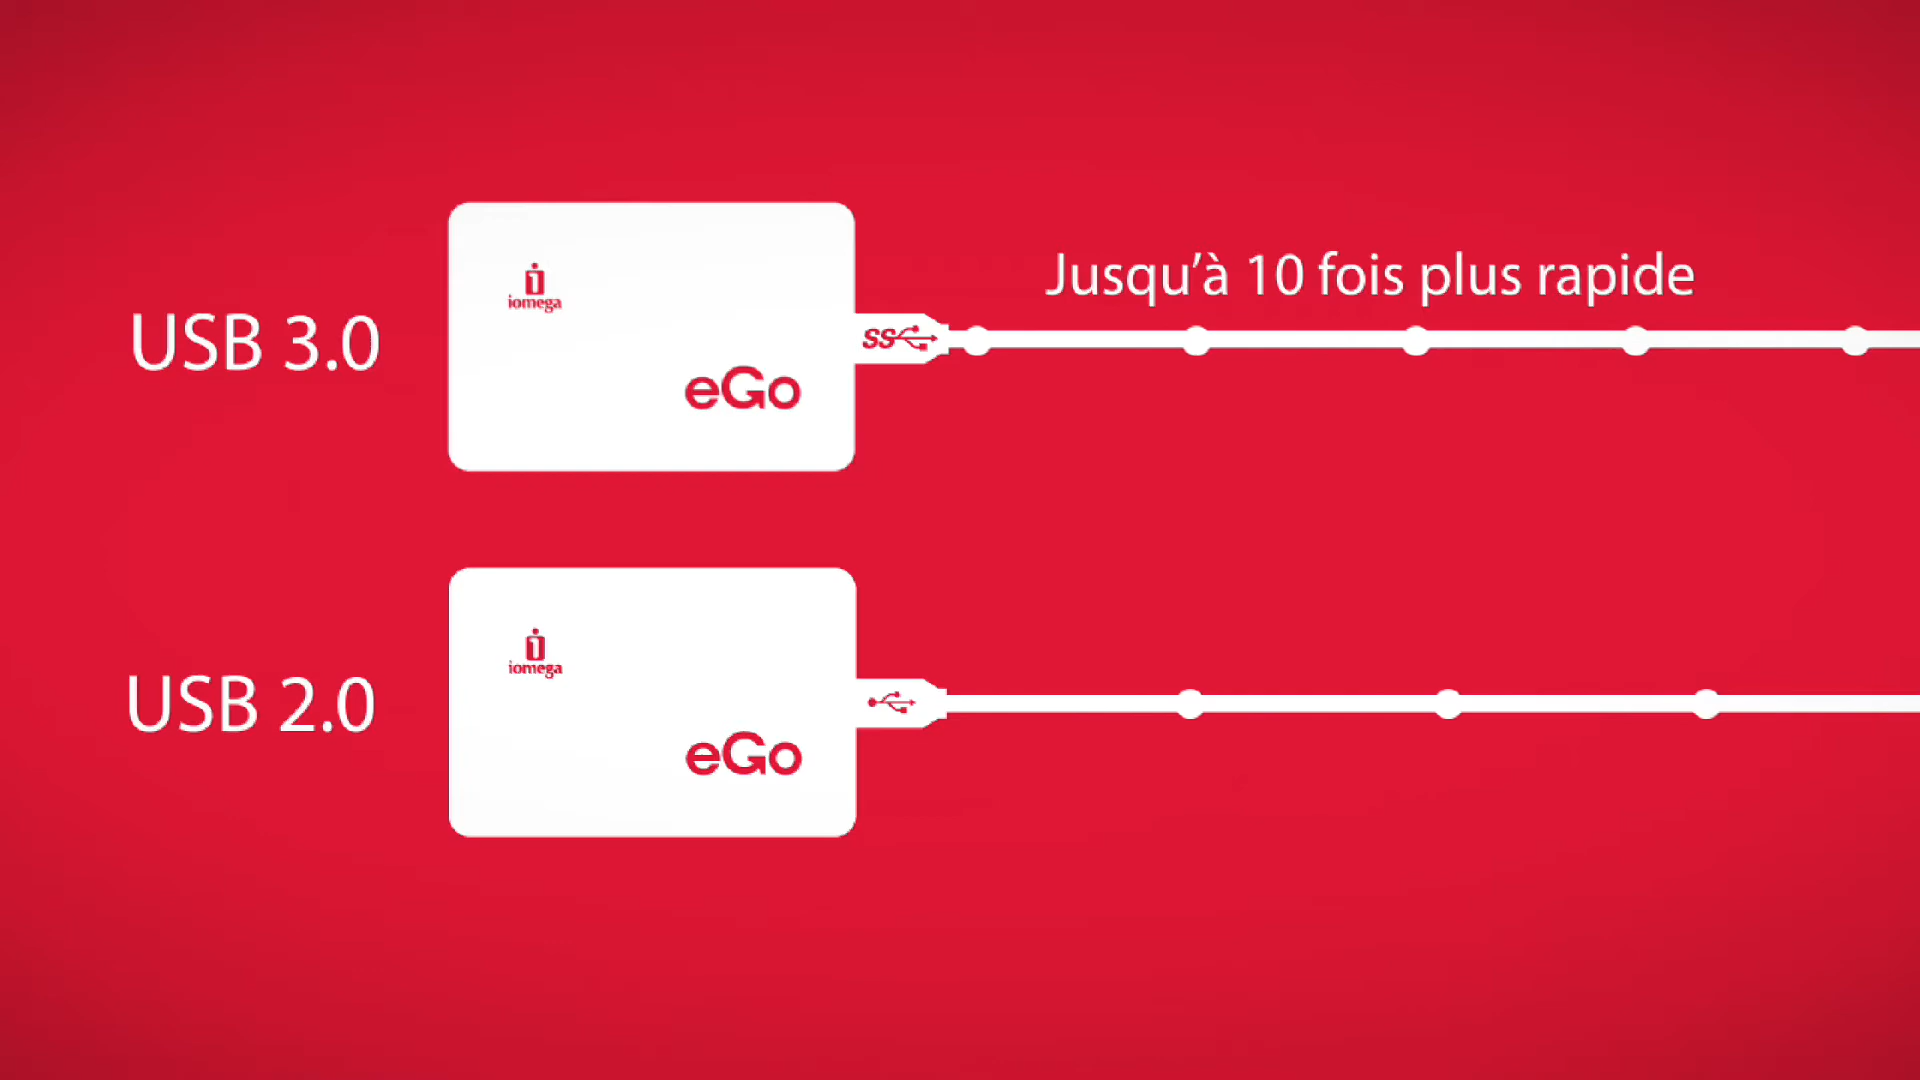 Jusqu’à 10 fois plus rapide
USB 3.0
iomega
eGo
SS
USB 2.0
iomega
eGo